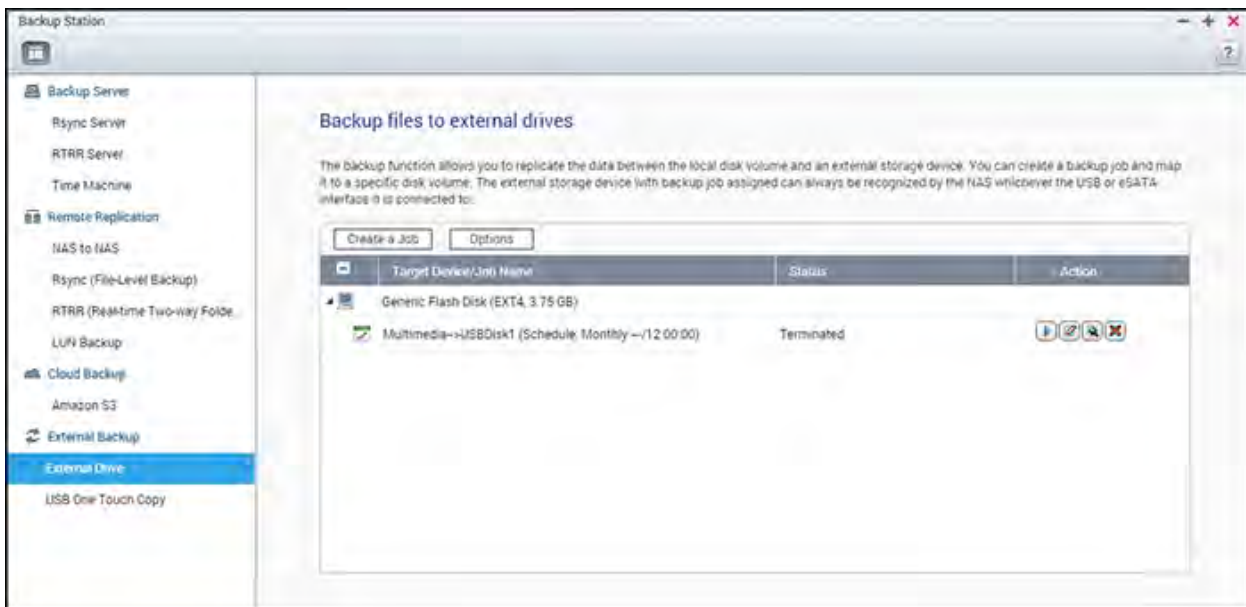 Backup Station
?
Backup Server
Rsync Server
RTRR Server
Time Machine
Remote Replication
NAS to NAS
Rsync (File-Level Backup)
RTRR (Real-time Two-way Folde...
LUN Backup
Cloud Backup
Amazon S3
External Backup
External Drive
USB One Touch Copy
Backup files to external drives
The backup function allows you to replicate the data between the local disk volume and an external storage device. You can create a backup job and map
it to a specific disk volume. The external storage device with backup job assigned can always be recognized by the NAS whichever the USB or eSATA
interface it is connected to.
Create a Job Options
Target Device/Job Name Status Action
Generic Flash Disk (EXT4, 3.75 GB)
Multimedia-->USBDisk1 (Schedule: Monthly --/12 00:00) Terminated